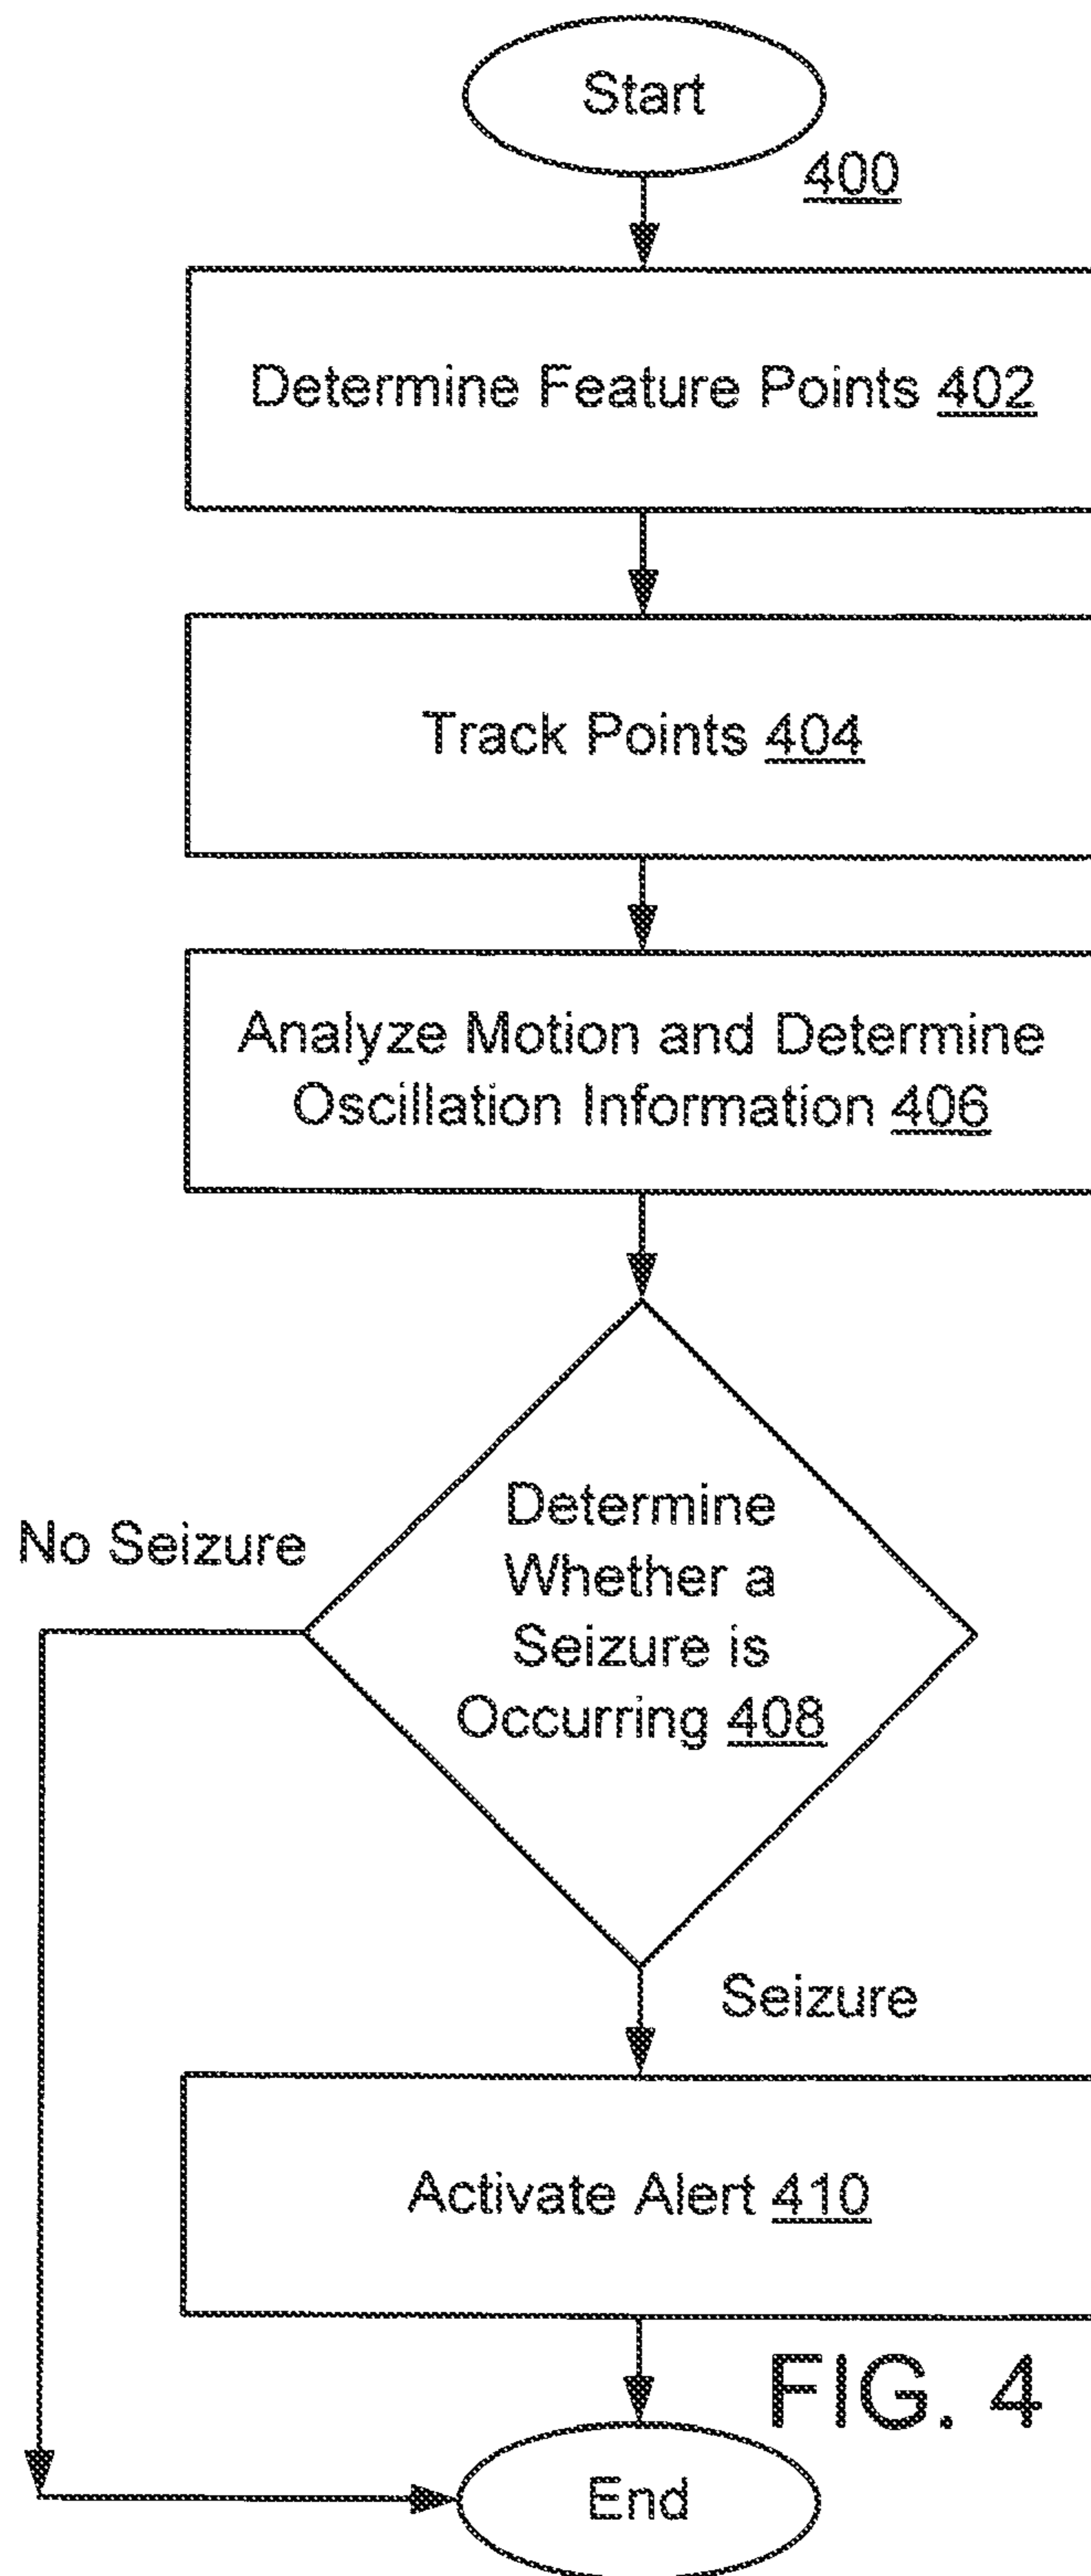 Start
400
Determine Feature Points 402
Track Points 404
Analyze Motion and Determine
Oscillation Information 406
Determine
Whether a
Seizure is
Occurring 408
No Seizure
Seizure
Activate Alert 410
FIG. 4
End